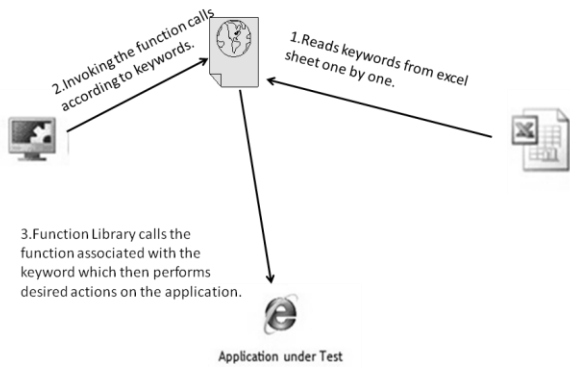 2.Invoking the function calls
according to keywords.
1.Reads keywords from excel
sheet one by one.
3.Function Library calls the
function associated with the
keyword which then performs
desired actions on the application.
Application under Test